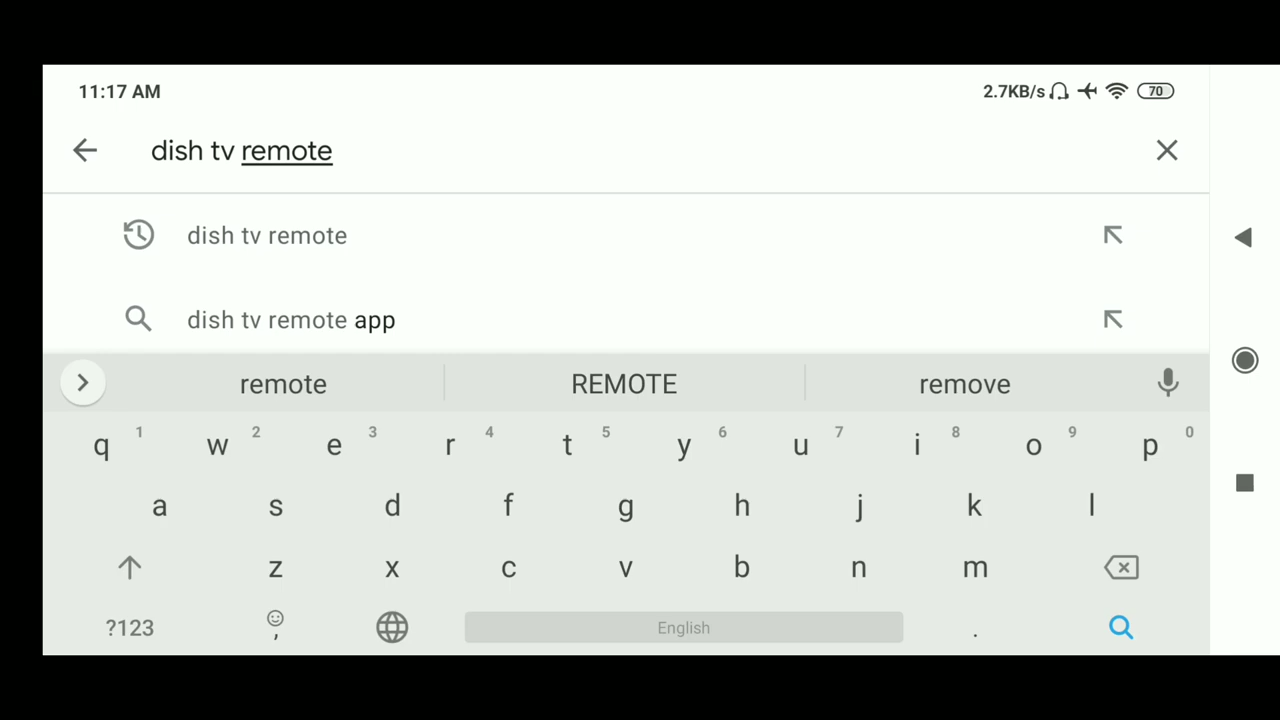 11:17 AM 2.7KB/s 70
dish tv remote
dish tv remote
dish tv remote app
remote REMOTE remove
q 1 w 2 e 3 r 4 t 5 y 6 u 7 i 8 o 9 p 0
a s d f g h j k l
z x c v b n m
?123 , English .